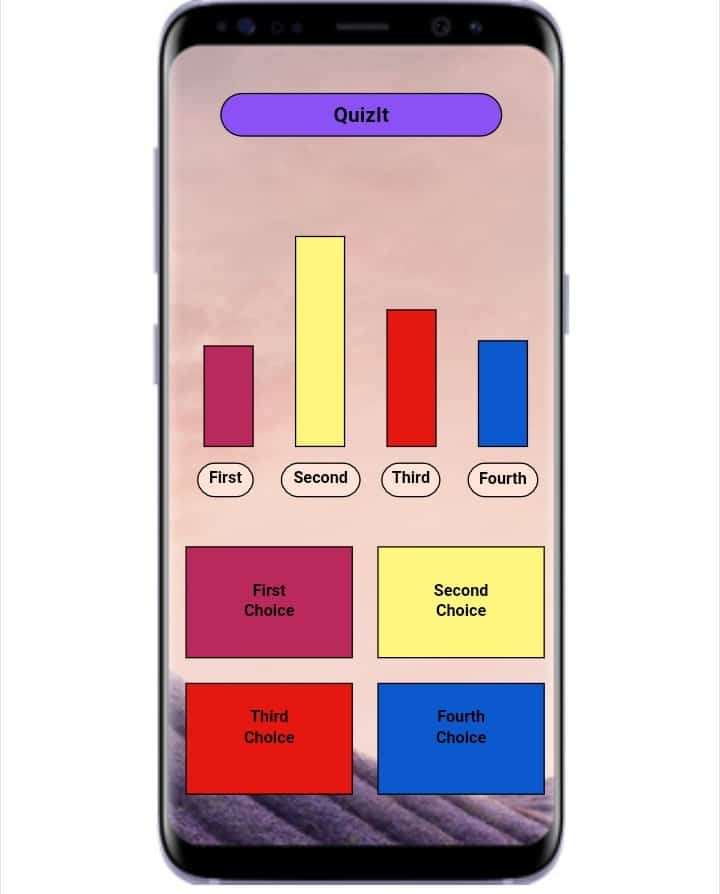 QuizIt
First
Second
Third
Fourth
First
Choice
Second
Choice
Third
Choice
Fourth
Choice